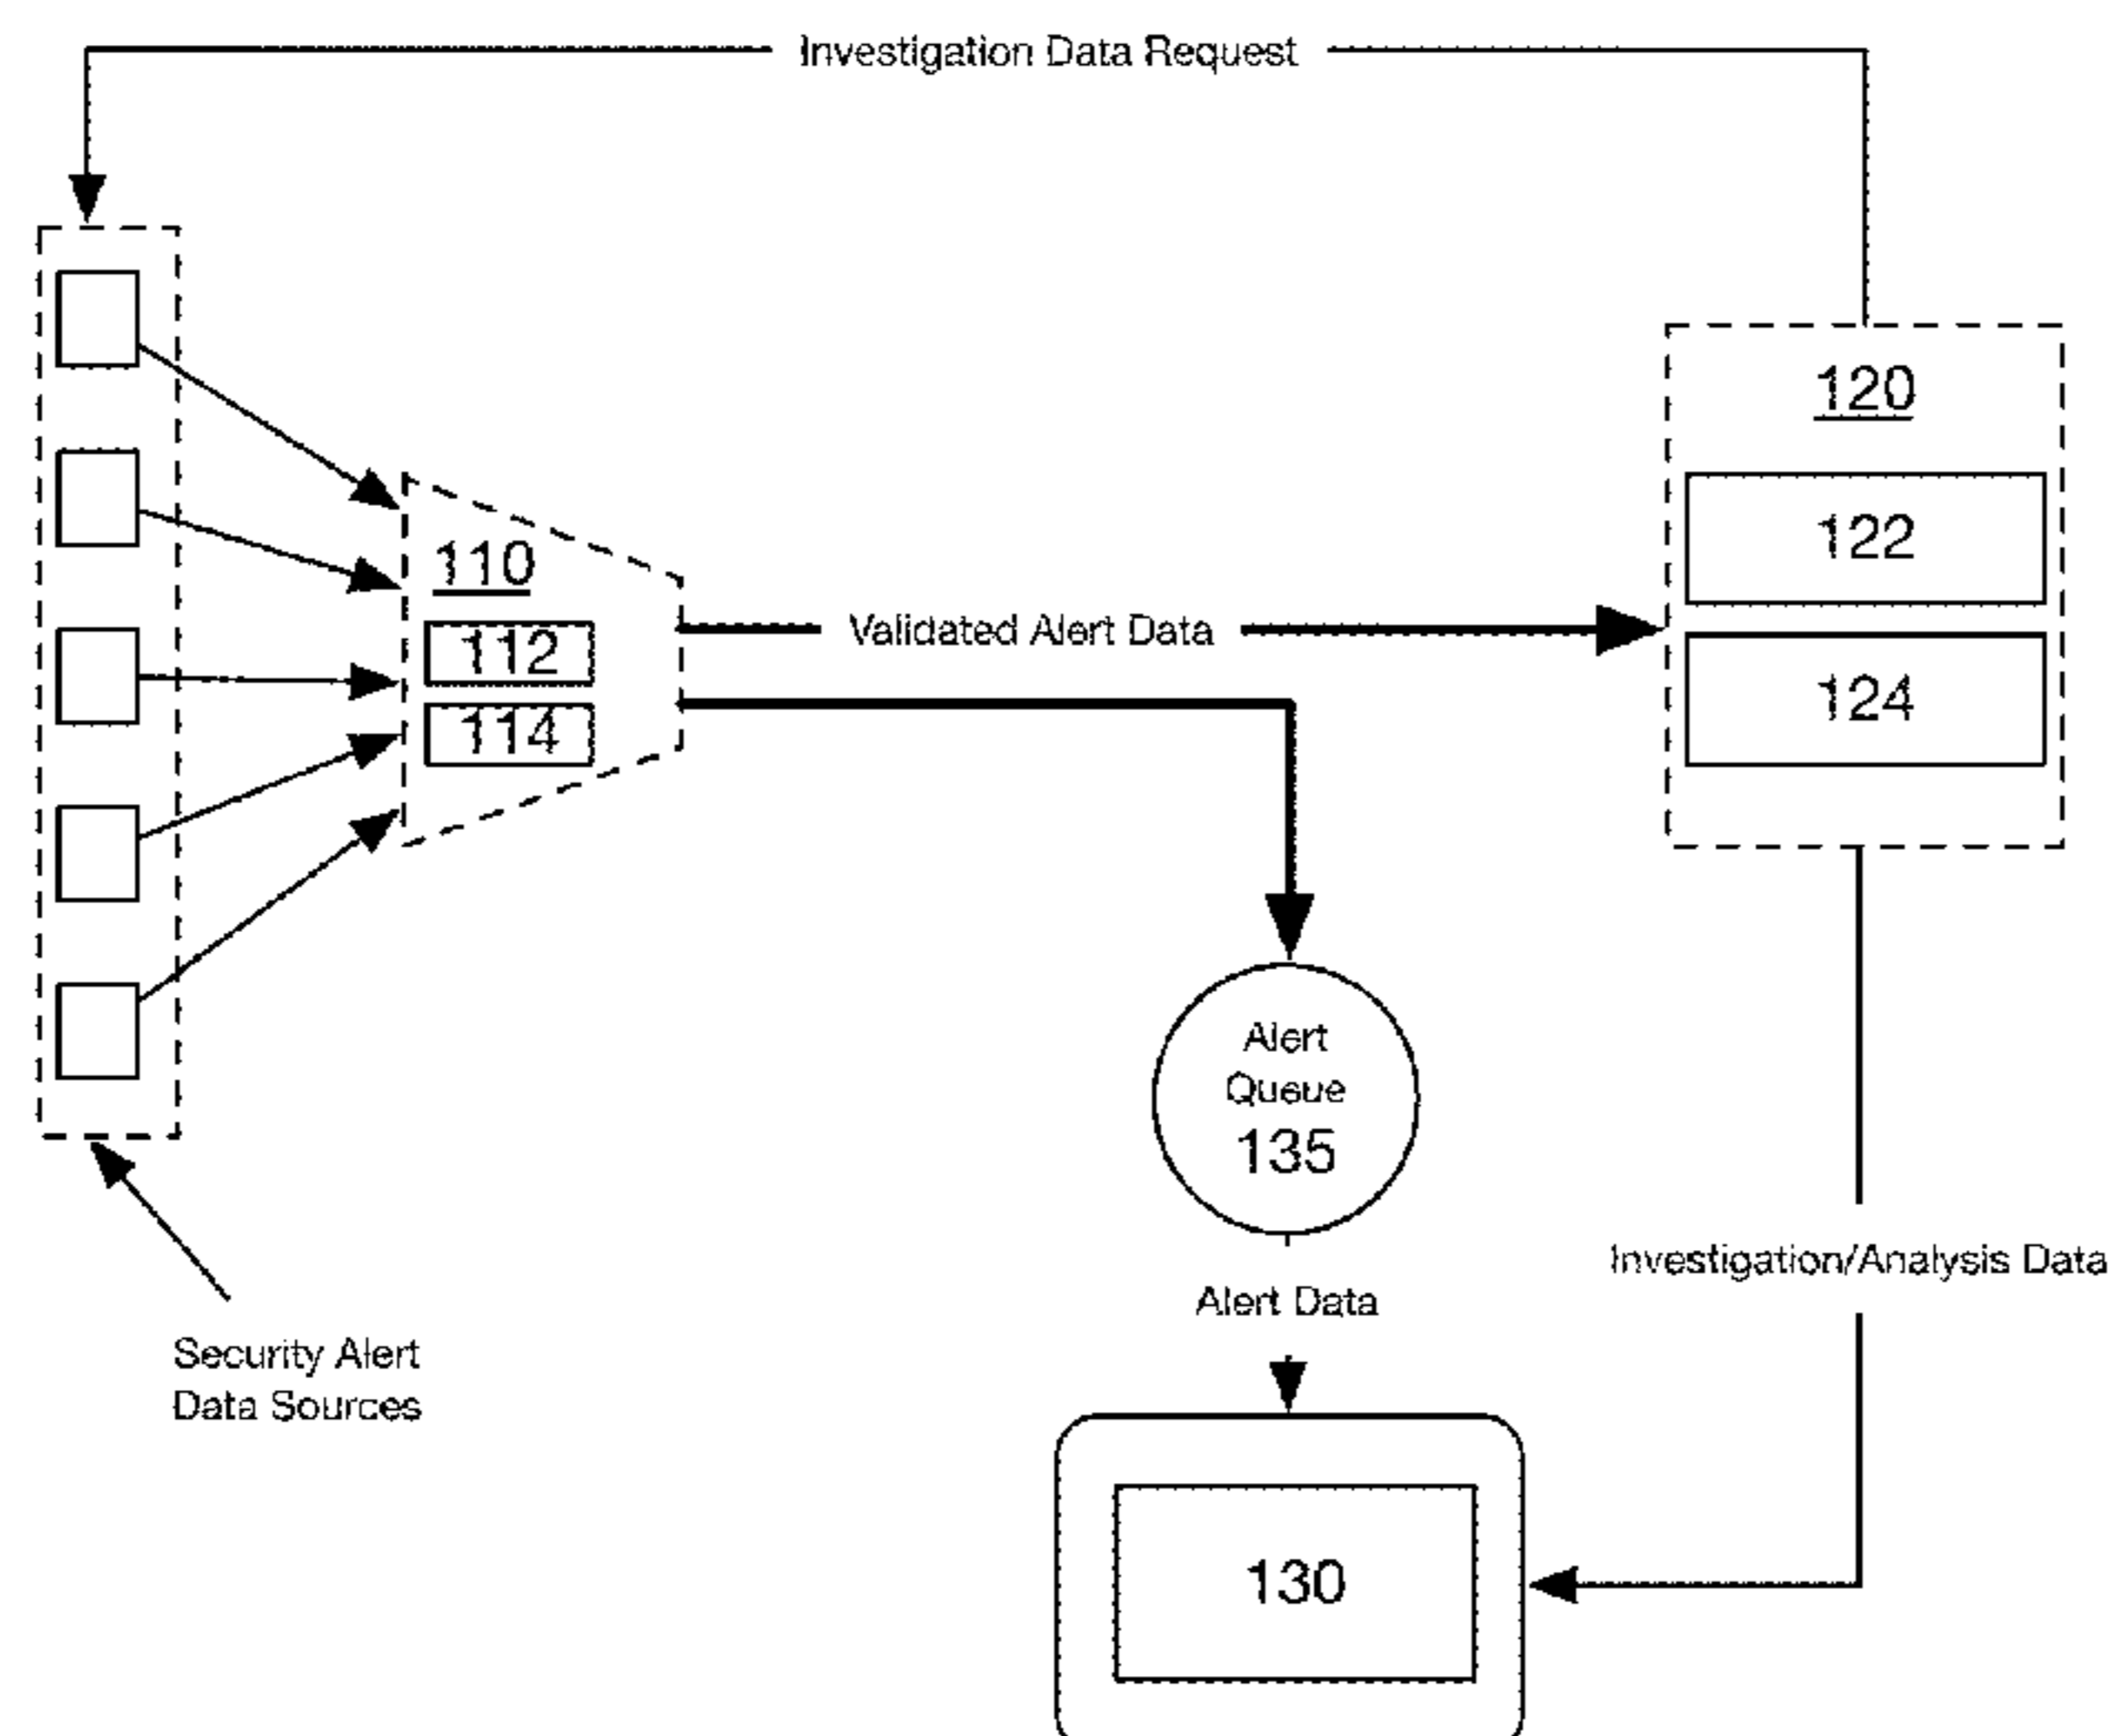 Investigation Data Request
120
122
110
Validated Alert Data
112
124
114
Alert
Queue
135
Investigation/Analysis Data
Alert Data
Security Alert
Data Sources
130